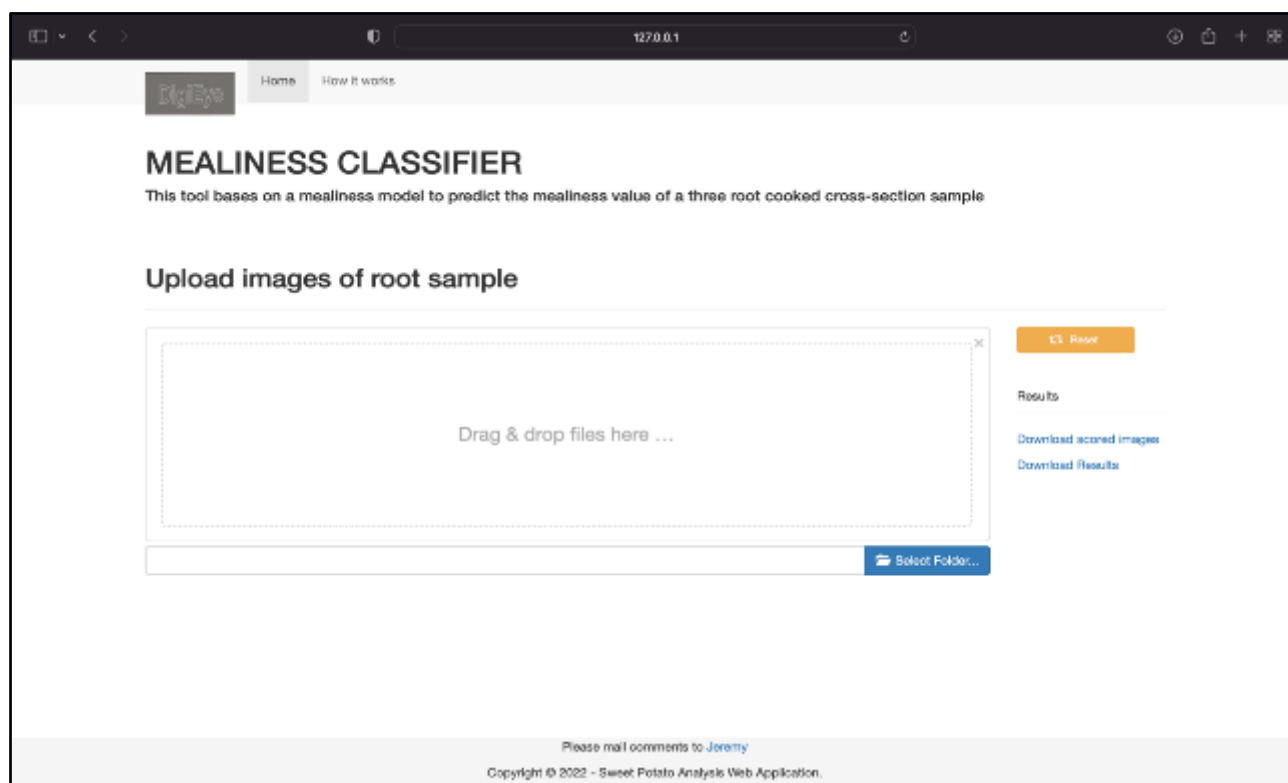 127.0.0.1
DigiEye
Home How it works
MEALINESS CLASSIFIER
This tool bases on a mealiness model to predict the mealiness value of a three root cooked cross-section sample
Upload images of root sample
Reset
Drag & drop files here ...
Results
Download scored images
Download Results
Select Folder...
Please mail comments to Jeremy
Copyright © 2022 - Sweet Potato Analysis Web Application.